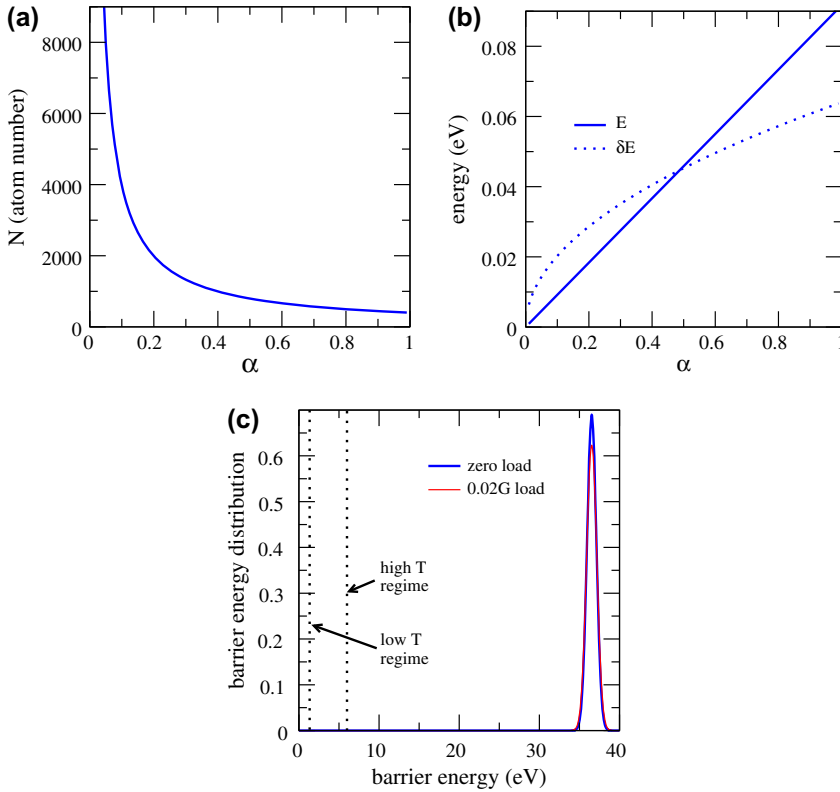 (a)
8000
6000
4000
2000
0
N (atom number)
0 0.2 0.4 0.6 0.8 1
α
(b)
0.08
0.06
0.04
0.02
0
energy (eV)
E
δE
0 0.2 0.4 0.6 0.8 1
α
(c)
0.6
0.5
0.4
0.3
0.2
0.1
0
barrier energy distribution
zero load
0.02G load
high T
regime
low T
regime
0 10 20 30 40
barrier energy (eV)